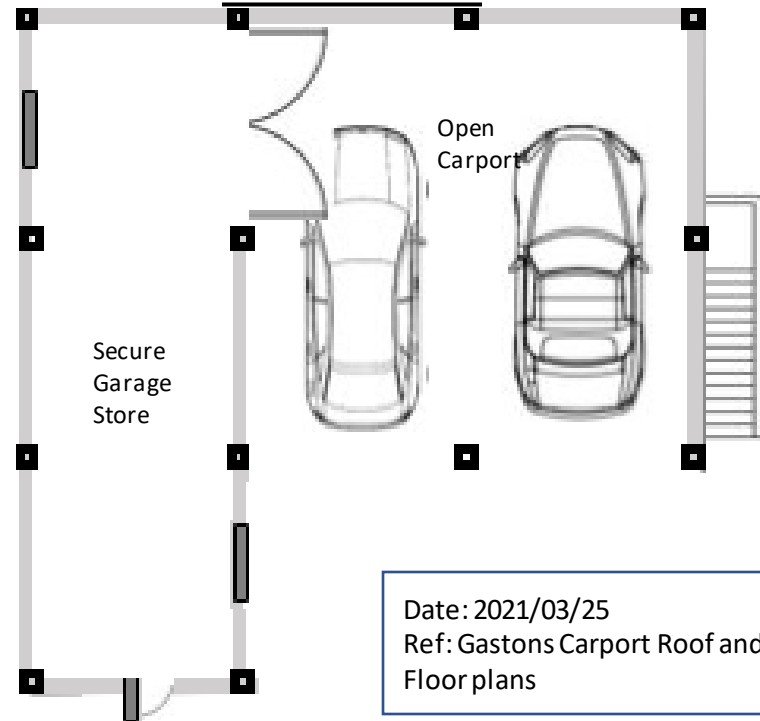 Open
Carport
Secure
Garage
Store
Date: 2021/03/25
Ref: Gastons Carport Roof and
Floor plans